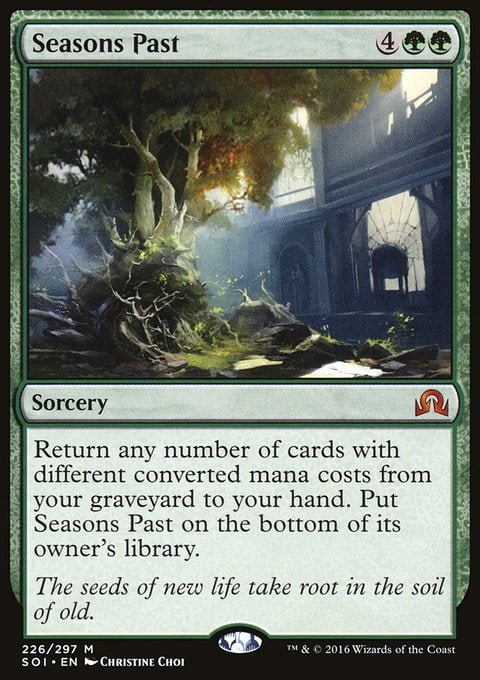 Seasons Past 4
Sorcery
Return any number of cards with
different converted mana costs from
your graveyard to your hand. Put
Seasons Past on the bottom of its
owner's library.
The seeds of new life take root in the soil
of old.
226/297 M
SOI • EN Christine Choi
™ & © 2016 Wizards of the Coast